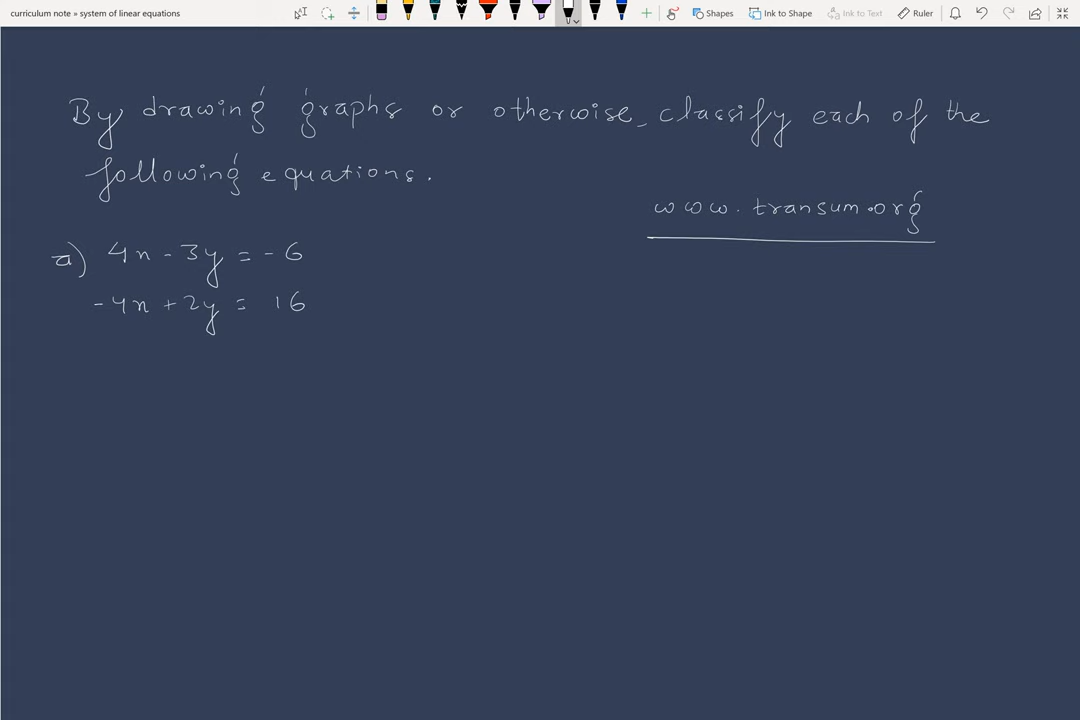 curriculum note » system of linear equations
Shapes Ink to Shape Ink to Text Ruler
By drawing graphs or otherwise, classify each of the
following equations.
www.transum.org
a) 4x - 3y = -6
-4x + 2y = 16